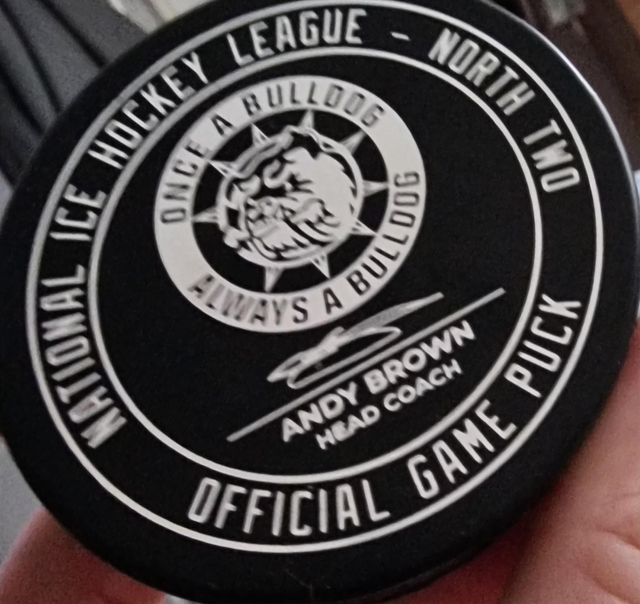 NATIONAL ICE HOCKEY LEAGUE - NORTH TWO
ONCE A BULLDOG
ALWAYS A BULLDOG
ANDY BROWN
HEAD COACH
OFFICIAL GAME PUCK